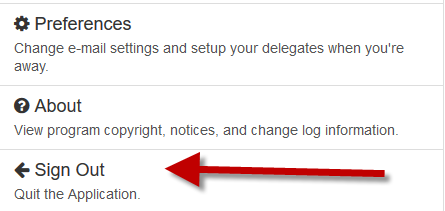 Preferences
Change e-mail settings and setup your delegates when you're
away.
About
View program copyright, notices, and change log information.
Sign Out
Quit the Application.